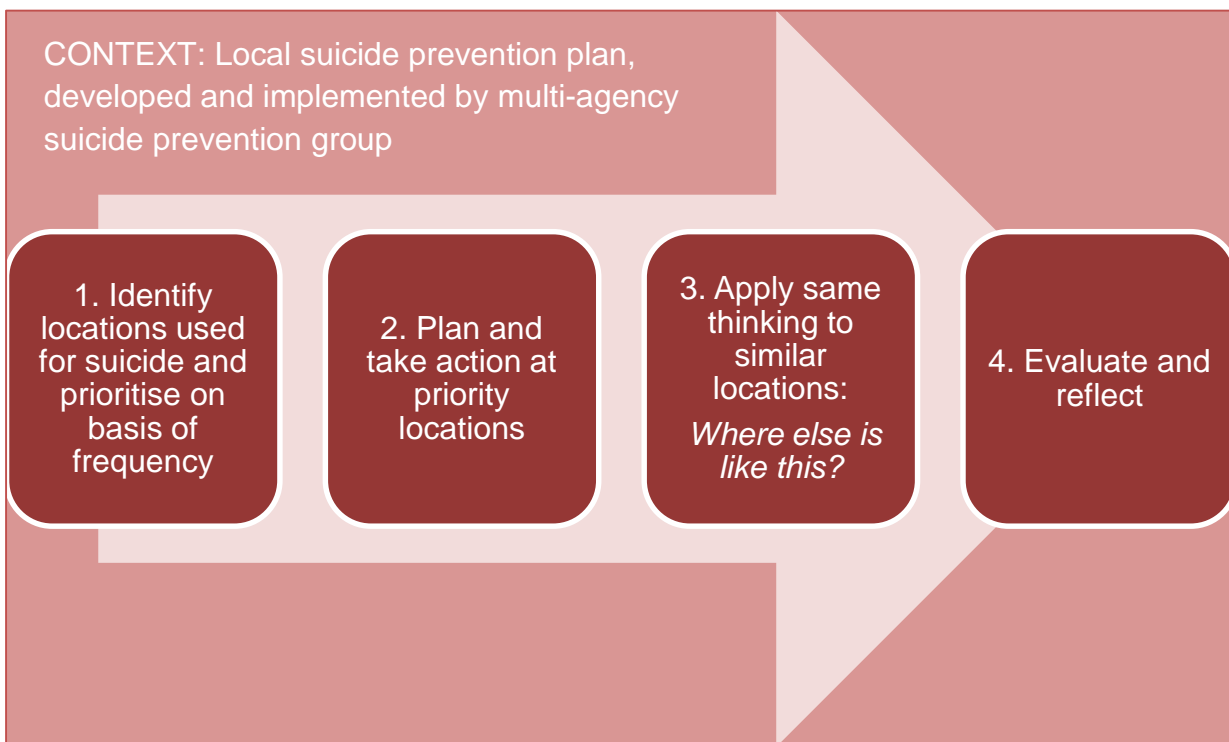 CONTEXT: Local suicide prevention plan,
developed and implemented by multi-agency
suicide prevention group
1. Identify
locations used
for suicide and
prioritise on
basis of
frequency
2. Plan and
take action at
priority
locations
3. Apply same
thinking to
similar
locations:
Where else is
like this?
4. Evaluate and
reflect